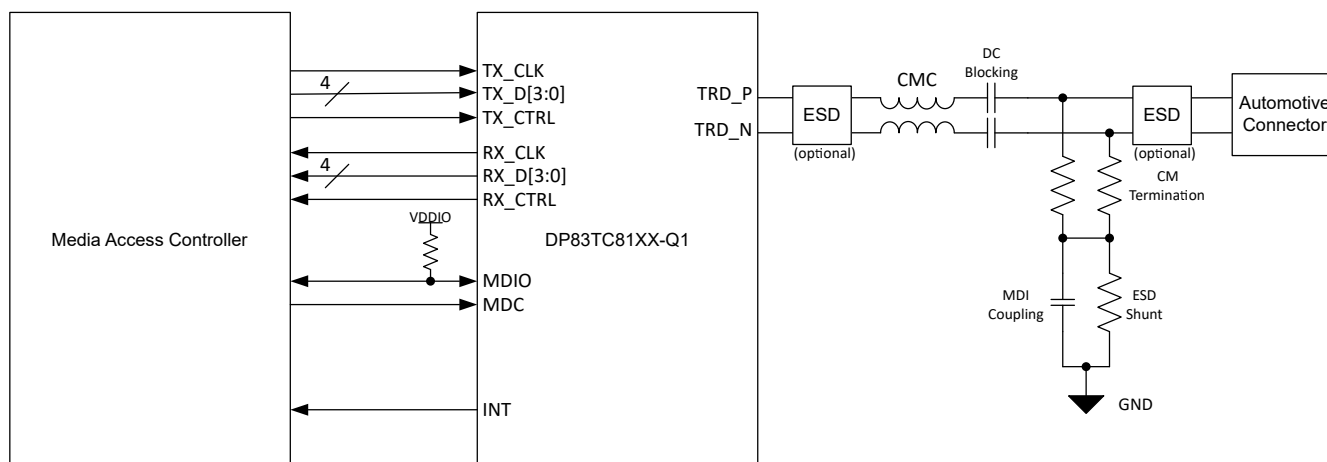 Media Access Controller
4
4
VDDIO
TX_CLK
TX_D[3:0]
TX_CTRL
RX_CLK
RX_D[3:0]
RX_CTRL
MDIO
MDC
INT
DP83TC81XX-Q1
TRD_P
TRD_N
ESD
(optional)
CMC
DC
Blocking
ESD
(optional)
Automotive
Connector
CM
Termination
MDI
Coupling
ESD
Shunt
GND